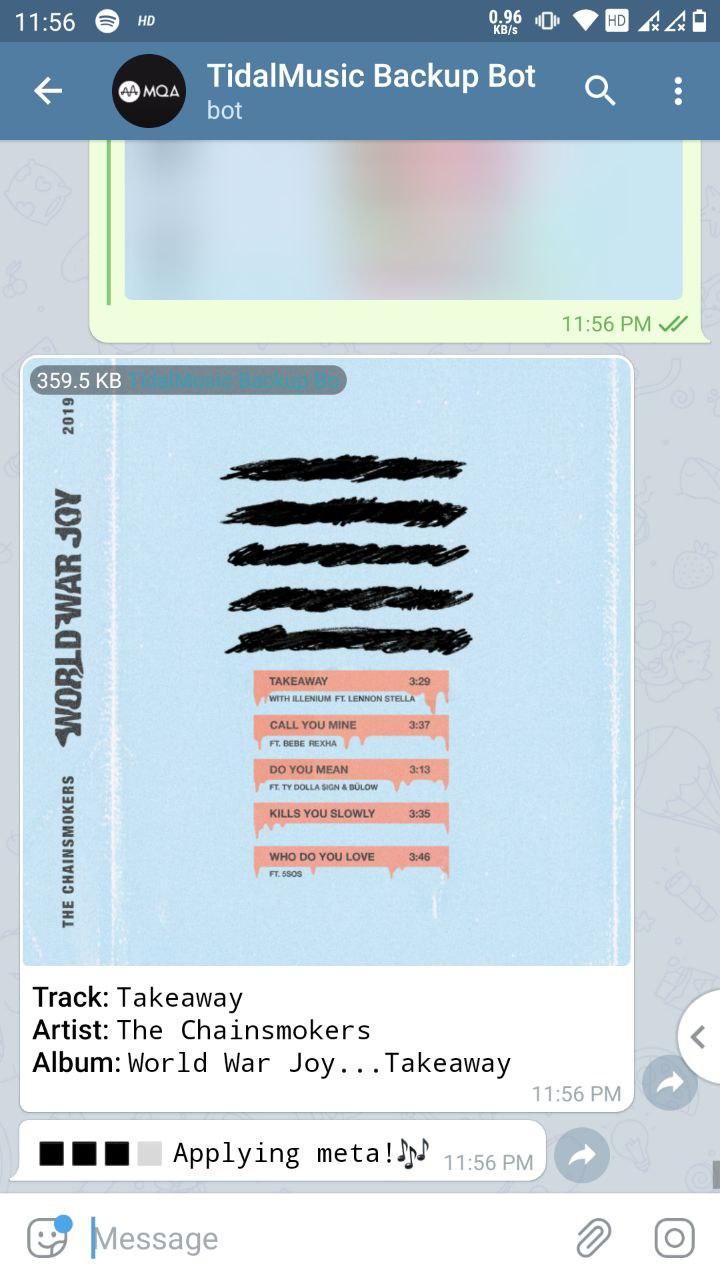 11:56 HD 0.96 KB/s HD
TidalMusic Backup Bot
MQA
bot
11:56 PM
359.5 KB TidalMusic Backup Bo
2019
WORLD WAR JOY
THE CHAINSMOKERS
TAKEAWAY 3:29
WITH ILLENIUM FT. LENNON STELLA
CALL YOU MINE 3:37
FT. BEBE REXHA
DO YOU MEAN 3:13
FT. TY DOLLA $IGN & BÜLOW
KILLS YOU SLOWLY 3:35
WHO DO YOU LOVE 3:46
FT. 5SOS
Track: Takeaway
Artist: The Chainsmokers
Album: World War Joy...Takeaway
11:56 PM
Applying meta! 11:56 PM
Message